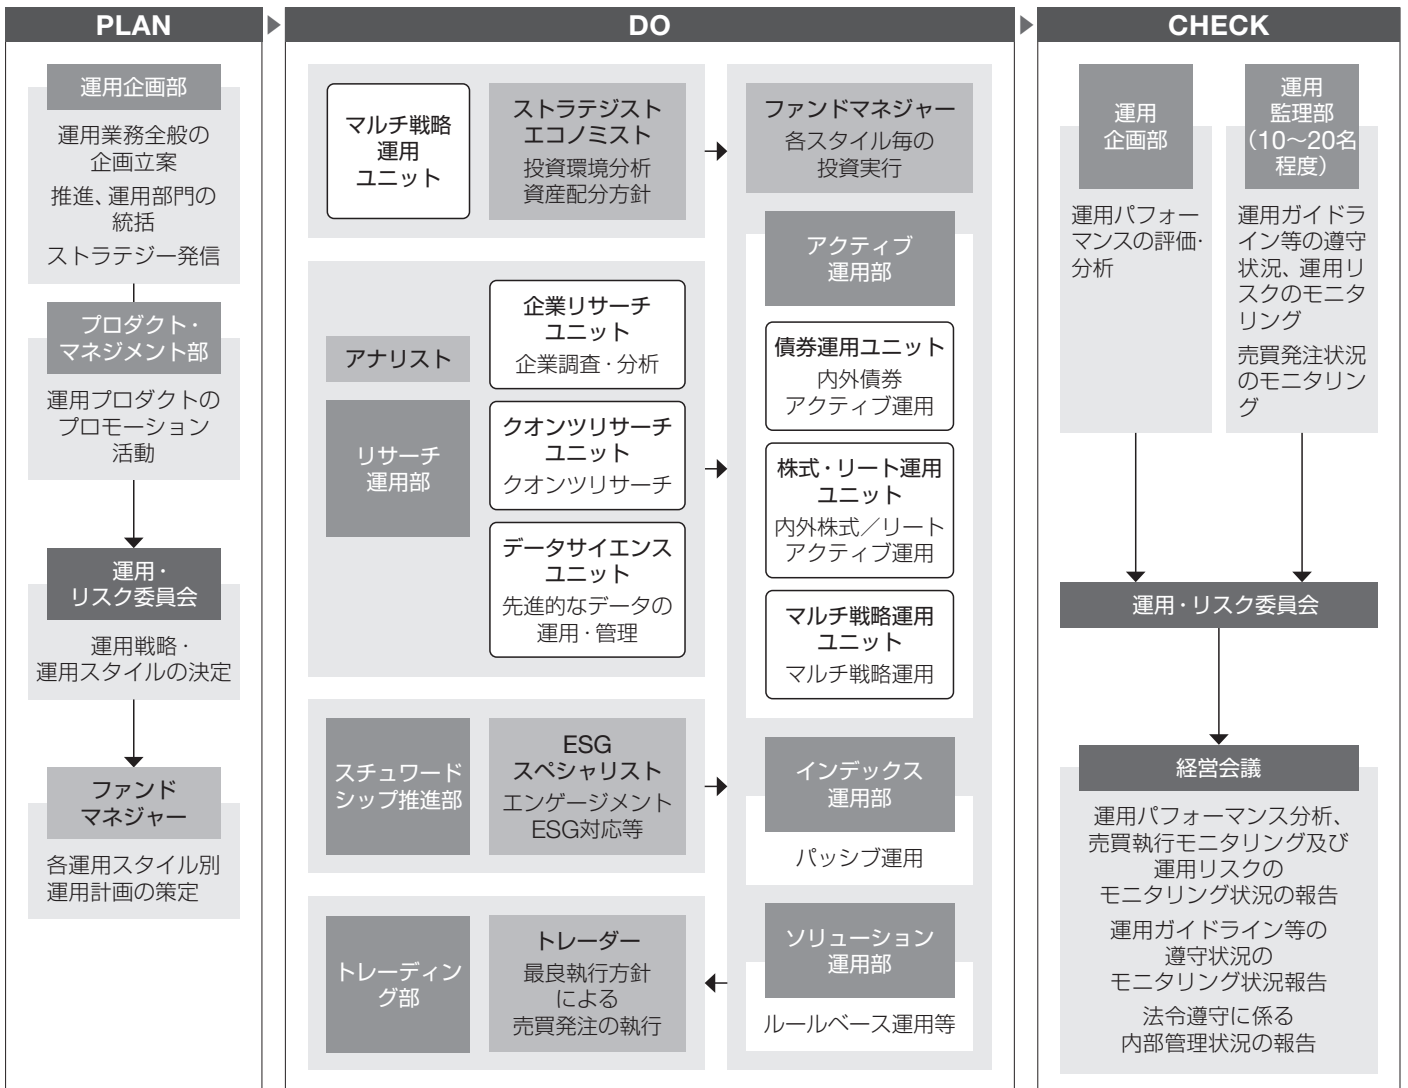 PLAN
運用企画部
運用業務全般の
企画立案
推進、運用部門の
統括
ストラテジー発信
プロダクト・
マネジメント部
運用プロダクトの
プロモーション
活動
運用・
リスク委員会
運用戦略・
運用スタイルの決定
ファンド
マネジャー
各運用スタイル別
運用計画の策定
DO
マルチ戦略
運用
ユニット
ストラテジスト
エコノミスト
投資環境分析
資産配分方針
アナリスト
リサーチ
運用部
企業リサーチ
ユニット
企業調査・分析
クオンツリサーチ
ユニット
クオンツリサーチ
データサイエンス
ユニット
先進的なデータの
運用・管理
スチュワード
シップ推進部
ESG
スペシャリスト
エンゲージメント
ESG対応等
トレーディン
グ部
トレーダー
最良執行方針
による
売買発注の執行
ファンドマネジャー
各スタイル毎の
投資実行
アクティブ
運用部
債券運用ユニット
内外債券
アクティブ運用
株式・リート運用
ユニット
内外株式／リート
アクティブ運用
マルチ戦略運用
ユニット
マルチ戦略運用
インデックス
運用部
パッシブ運用
ソリューション
運用部
ルールベース運用等
CHECK
運用
企画部
運用パフォー
マンスの評価・
分析
運用
監理部
（10～20名
程度）
運用ガイドラ
イン等の遵守
状況、運用リ
スクのモニタ
リング
売買発注状況
のモニタリン
グ
運用・リスク委員会
経営会議
運用パフォーマンス分析、
売買執行モニタリング及び
運用リスクの
モニタリング状況の報告
運用ガイドライン等の
遵守状況の
モニタリング状況報告
法令遵守に係る
内部管理状況の報告